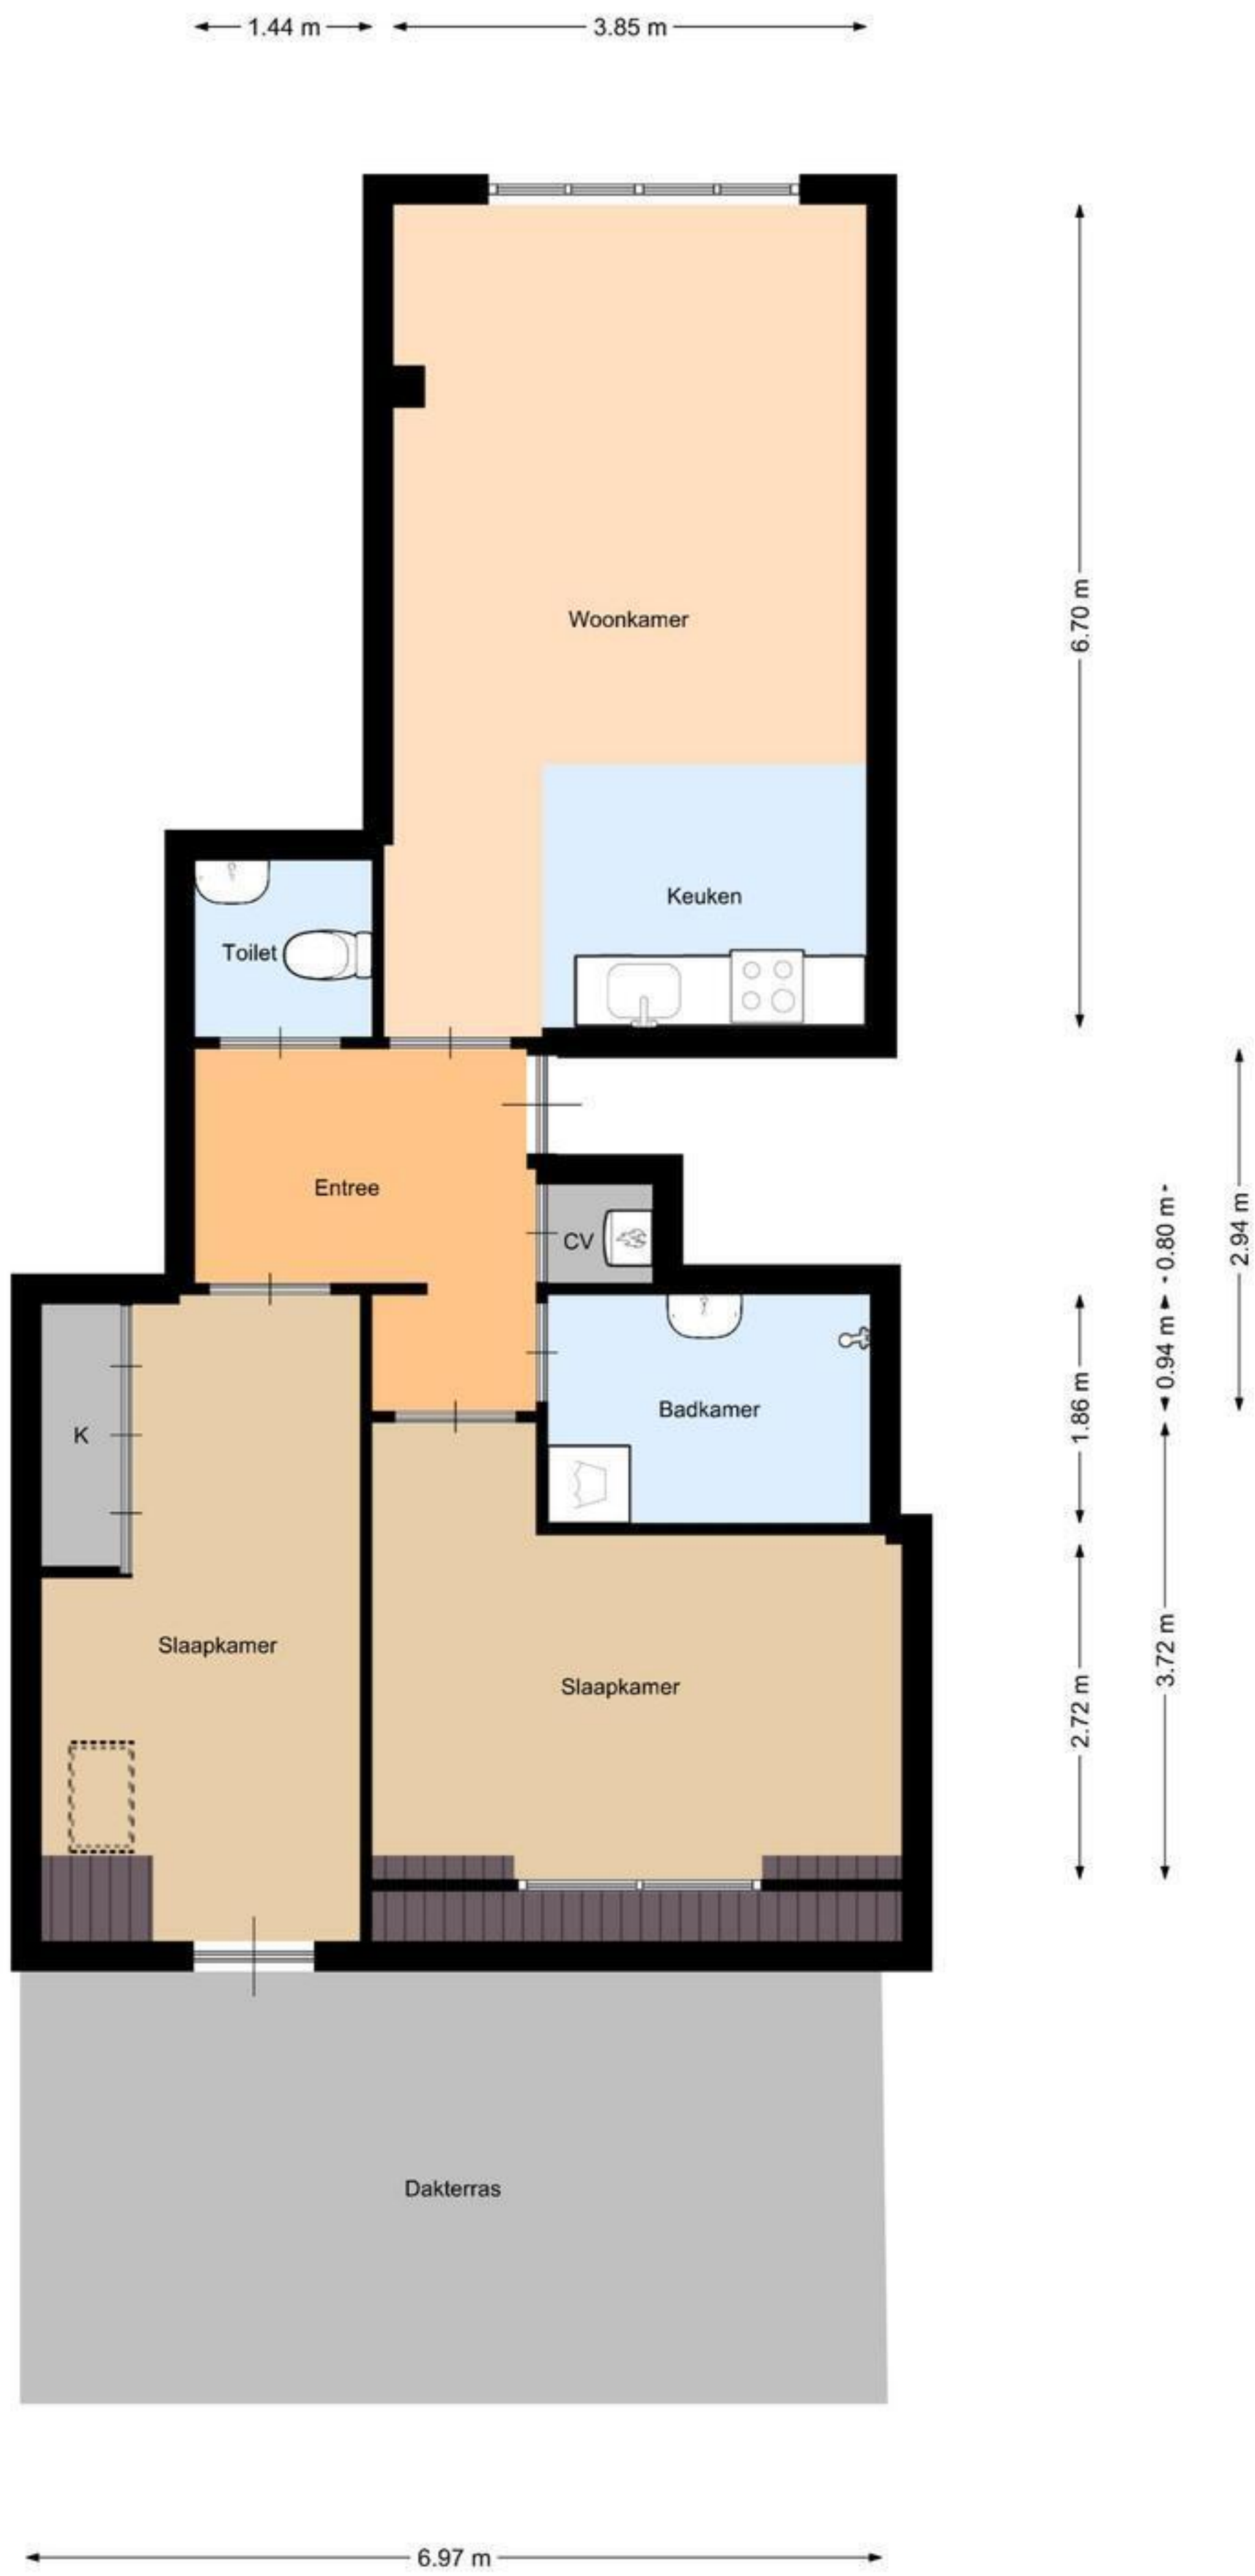 1.44 m
3.85 m
6.70 m
Woonkamer
Keuken
Toilet
Entree
CV
0.80 m
2.94 m
0.94 m
1.86 m
Badkamer
K
Slaapkamer
Slaapkamer
3.72 m
2.72 m
Dakterras
6.97 m